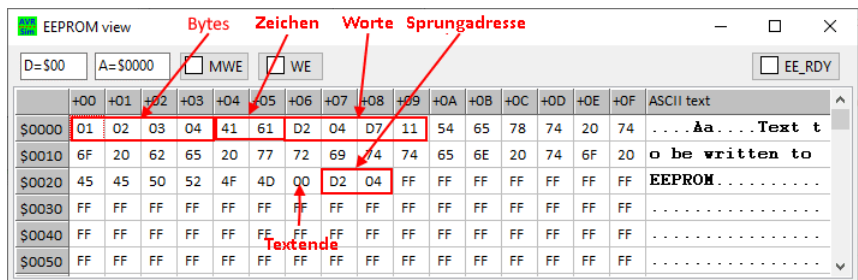 AVR Sim EEPROM view
Bytes Zeichen Worte Sprungadresse
D=$00 A=$0000 MWE WE EE_RDY
+00 +01 +02 +03 +04 +05 +06 +07 +08 +09 +0A +0B +0C +0D +0E +0F ASCII text
$0000 01 02 03 04 41 61 D2 04 D7 11 54 65 78 74 20 74 ....Aa....Text t
$0010 6F 20 62 65 20 77 72 69 74 74 65 6E 20 74 6F 20 o be written to
$0020 45 45 50 52 4F 4D 00 D2 04 FF FF FF FF FF FF FF EEPROM..........
$0030 FF FF FF FF FF FF FF FF FF FF FF FF FF FF FF FF ................
$0040 FF FF FF FF FF FF FF FF FF FF FF FF FF FF FF FF ................
Textende
$0050 FF FF FF FF FF FF FF FF FF FF FF FF FF FF FF FF ................